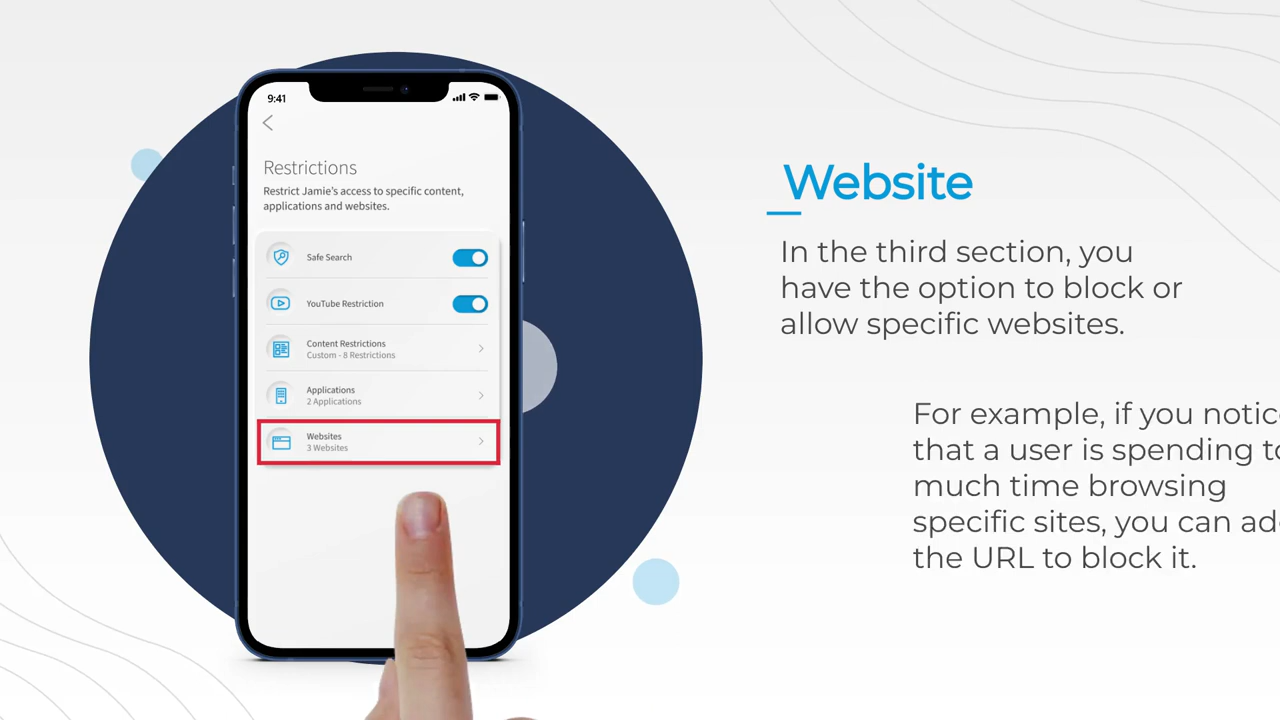 9:41
Restrictions
Restrict Jamie's access to specific content,
applications and websites.
Safe Search
YouTube Restriction
Content Restrictions
Custom - 8 Restrictions
Applications
2 Applications
Websites
3 Websites
Website
In the third section, you
have the option to block or
allow specific websites.
For example, if you notic
that a user is spending to
much time browsing
specific sites, you can ad
the URL to block it.